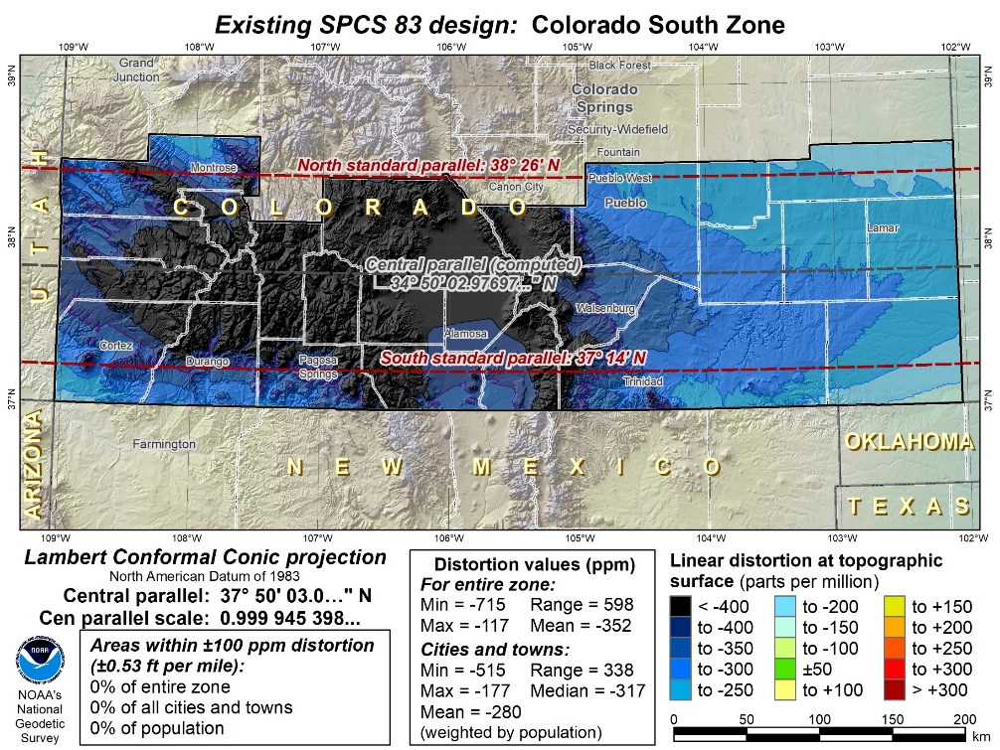 Existing SPCS 83 design: Colorado South Zone
109°W 108°W 107°W 106°W 105°W 104°W 103°W 102°W
39°N
39°N
Grand
Junction
Black Forest
Colorado
Springs
Security-Widefield
Fountain
North standard parallel: 38° 26' N
Montrose
Canon City
Pueblo West
Pueblo
COLORADO
UTAH
38°N
38°N
Lamar
Central parallel (computed)
34° 50' 02.97697..." N
Walsenburg
Alamosa
Cortez
Durango
Pagosa
Springs
South standard parallel: 37° 14' N
Trinidad
37°N
37°N
ARIZONA
Farmington
NEW MEXICO
OKLAHOMA
TEXAS
109°W 108°W 107°W 106°W 105°W 104°W 103°W 102°W
Lambert Conformal Conic projection
North American Datum of 1983
Central parallel: 37° 50' 03.0..." N
Cen parallel scale: 0.999 945 398...
NOAA
NOAA's
National
Geodetic
Survey
Areas within ±100 ppm distortion
(±0.53 ft per mile):
0% of entire zone
0% of all cities and towns
0% of population
Distortion values (ppm)
For entire zone:
Min = -715 Range = 598
Max = -117 Mean = -352
Cities and towns:
Min = -515 Range = 338
Max = -177 Median = -317
Mean = -280
(weighted by population)
Linear distortion at topographic
surface (parts per million)
< -400 to -200 to +150
to -400 to -150 to +200
to -350 to -100 to +250
to -300 ±50 to +300
to -250 to +100 > +300
0 50 100 150 200
km